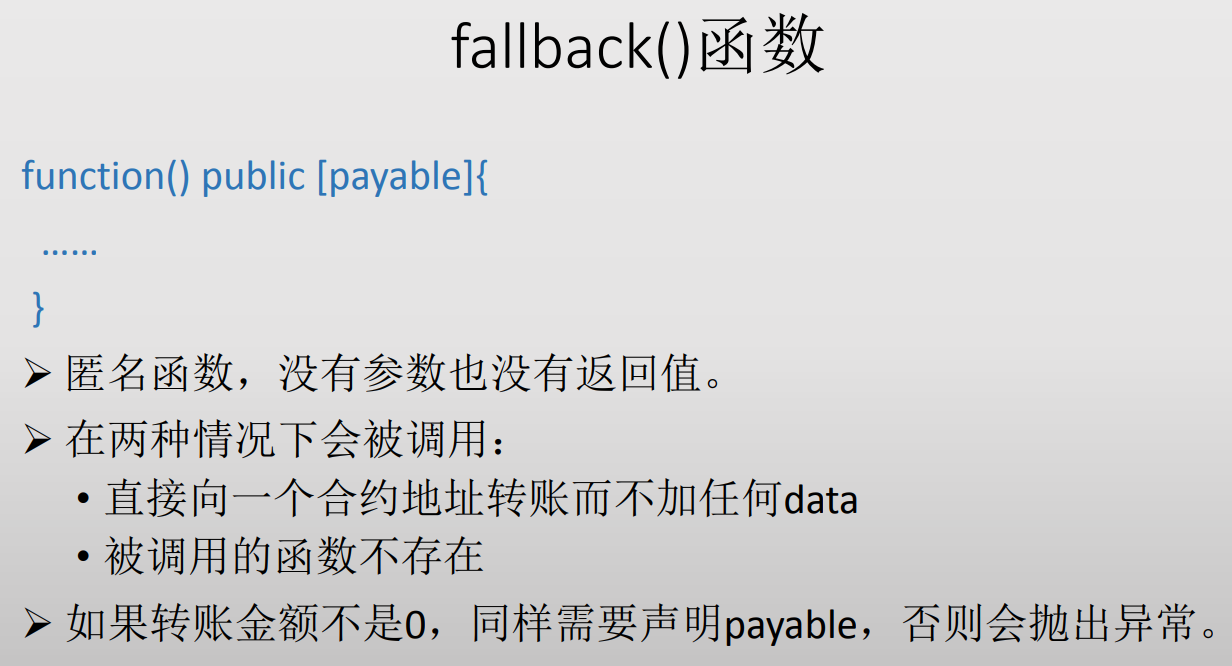 fallback()函数
function() public [payable]{
……
}
➢ 匿名函数，没有参数也没有返回值。
➢ 在两种情况下会被调用：
• 直接向一个合约地址转账而不加任何data
• 被调用的函数不存在
➢ 如果转账金额不是0，同样需要声明payable，否则会抛出异常。